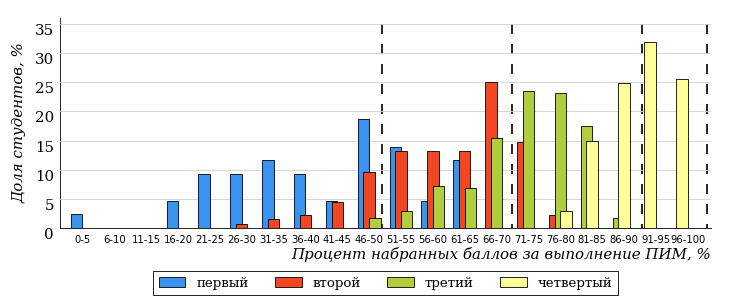 Доля студентов, %
35
30
25
20
15
10
5
0
0-5 6-10 11-15 16-20 21-25 26-30 31-35 36-40 41-45 46-50 51-55 56-60 61-65 66-70 71-75 76-80 81-85 86-90 91-95 96-100
Процент набранных баллов за выполнение ПИМ, %
первый второй третий четвертый